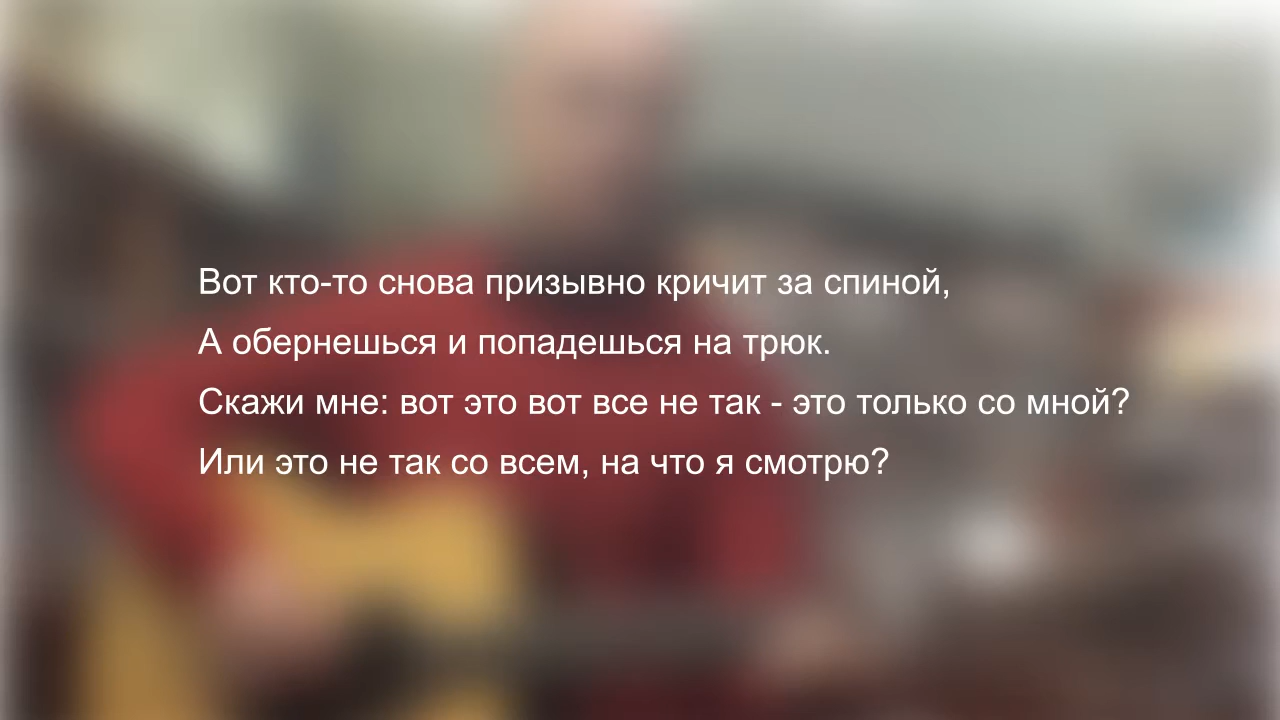 Вот кто-то снова призывно кричит за спиной,
А обернешься и попадешься на трюк.
Скажи мне: вот это вот все не так - это только со мной?
Или это не так со всем, на что я смотрю?